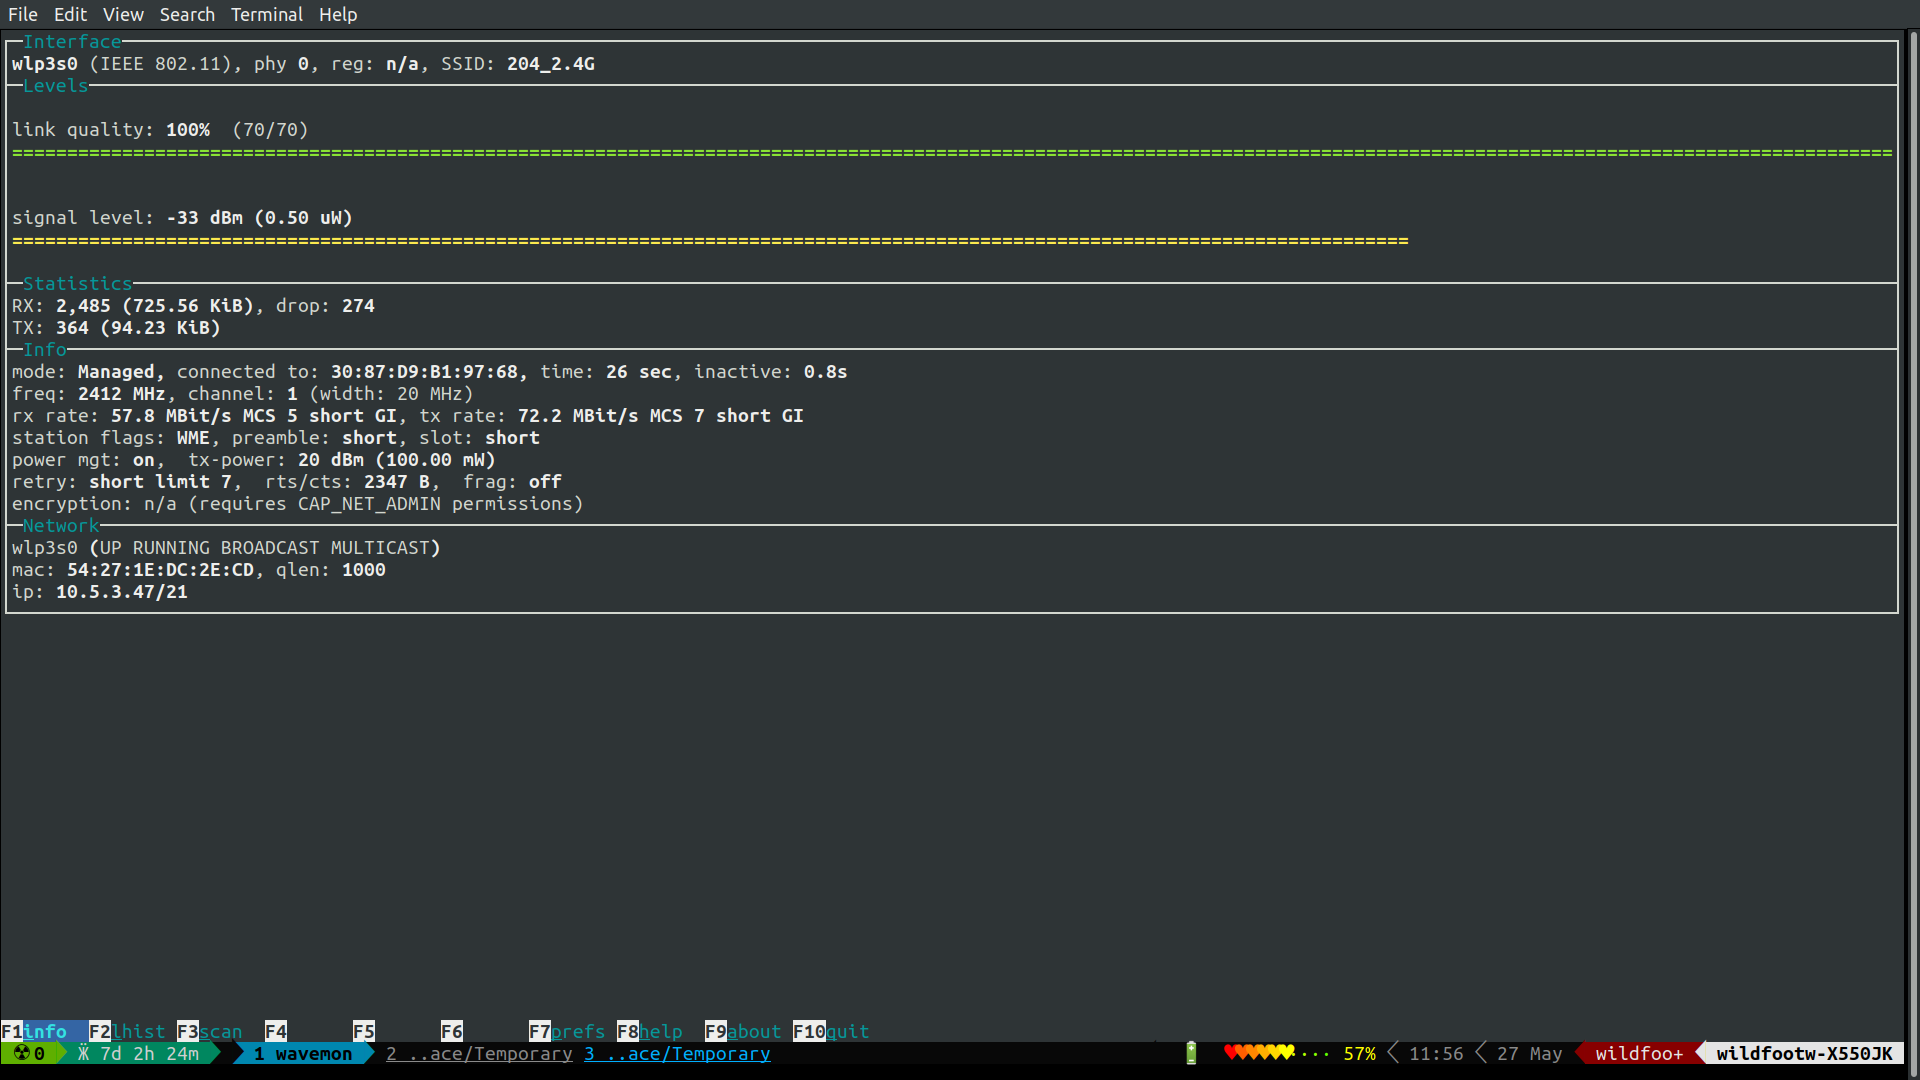 File Edit View Search Terminal Help
Interface
wlp3s0 (IEEE 802.11), phy 0, reg: n/a, SSID: 204_2.4G
Levels
link quality: 100%  (70/70)
signal level: -33 dBm (0.50 uW)
Statistics
RX: 2,485 (725.56 KiB), drop: 274
TX: 364 (94.23 KiB)
Info
mode: Managed, connected to: 30:87:D9:B1:97:68, time: 26 sec, inactive: 0.8s
freq: 2412 MHz, channel: 1 (width: 20 MHz)
rx rate: 57.8 MBit/s MCS 5 short GI, tx rate: 72.2 MBit/s MCS 7 short GI
station flags: WME, preamble: short, slot: short
power mgt: on,  tx-power: 20 dBm (100.00 mW)
retry: short limit 7,  rts/cts: 2347 B,  frag: off
encryption: n/a (requires CAP_NET_ADMIN permissions)
Network
wlp3s0 (UP RUNNING BROADCAST MULTICAST)
mac: 54:27:1E:DC:2E:CD, qlen: 1000
ip: 10.5.3.47/21
F1info F2lhist F3scan F4 F5 F6 F7prefs F8help F9about F10quit
☢0 Ӝ 7d 2h 24m 1 wavemon 2 ..ace/Temporary 3 ..ace/Temporary 57% 11:56 27 May wildfoo+ wildfootw-X550JK